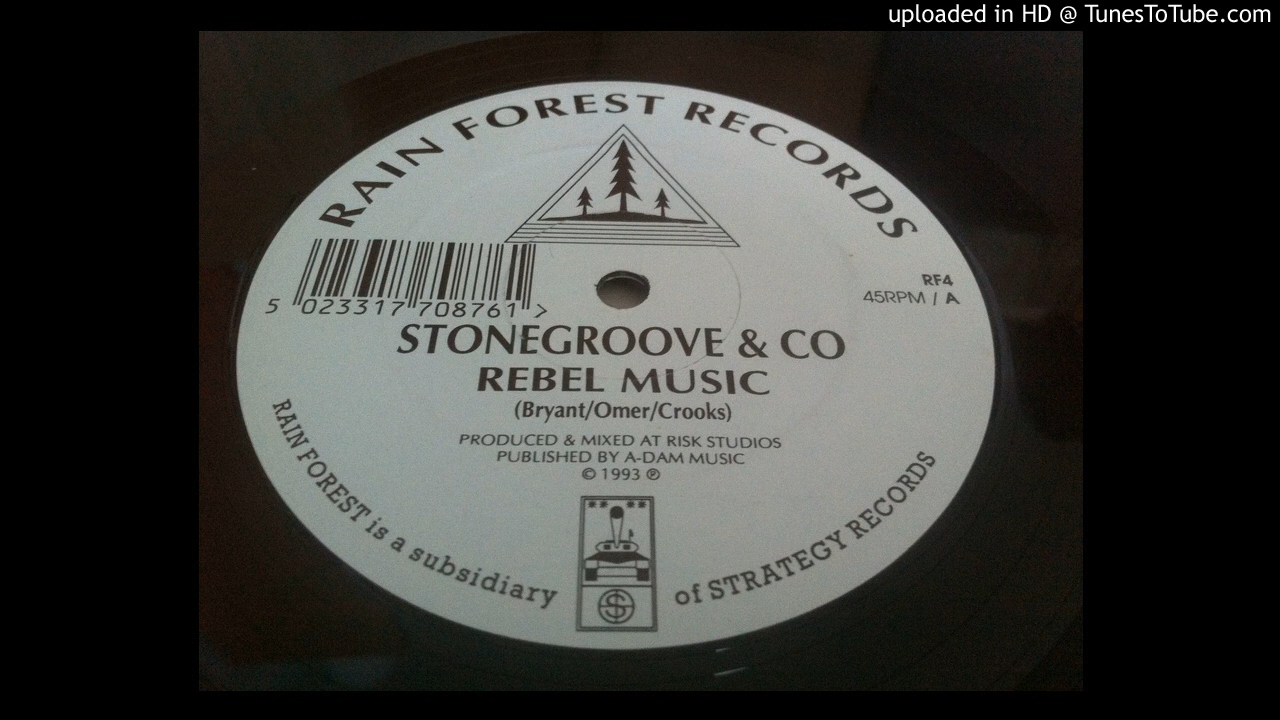 uploaded in HD @ TunesToTube.com
RAIN FOREST RECORDS
RF4
45RPM / A
5 023317 708761 >
STONEGROOVE & CO
REBEL MUSIC
(Bryant/Omer/Crooks)
PRODUCED & MIXED AT RISK STUDIOS
PUBLISHED BY A-DAM MUSIC
© 1993 ℗
RAIN FOREST is a subsidiary
of STRATEGY RECORDS